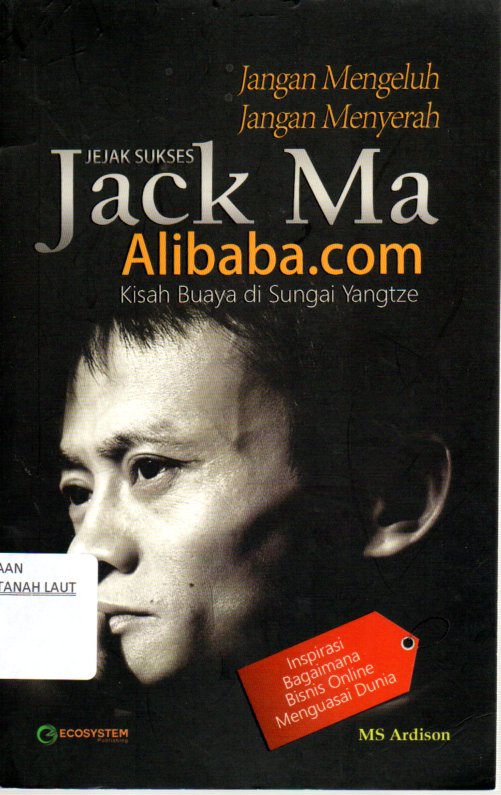 Jangan Mengeluh
Jangan Menyerah
JEJAK SUKSES
Jack Ma
Alibaba.com
Kisah Buaya di Sungai Yangtze
AAN
TANAH LAUT
Inspirasi
Bagaimana
Bisnis Online
Menguasai Dunia
ECOSYSTEM
Publishing
MS Ardison